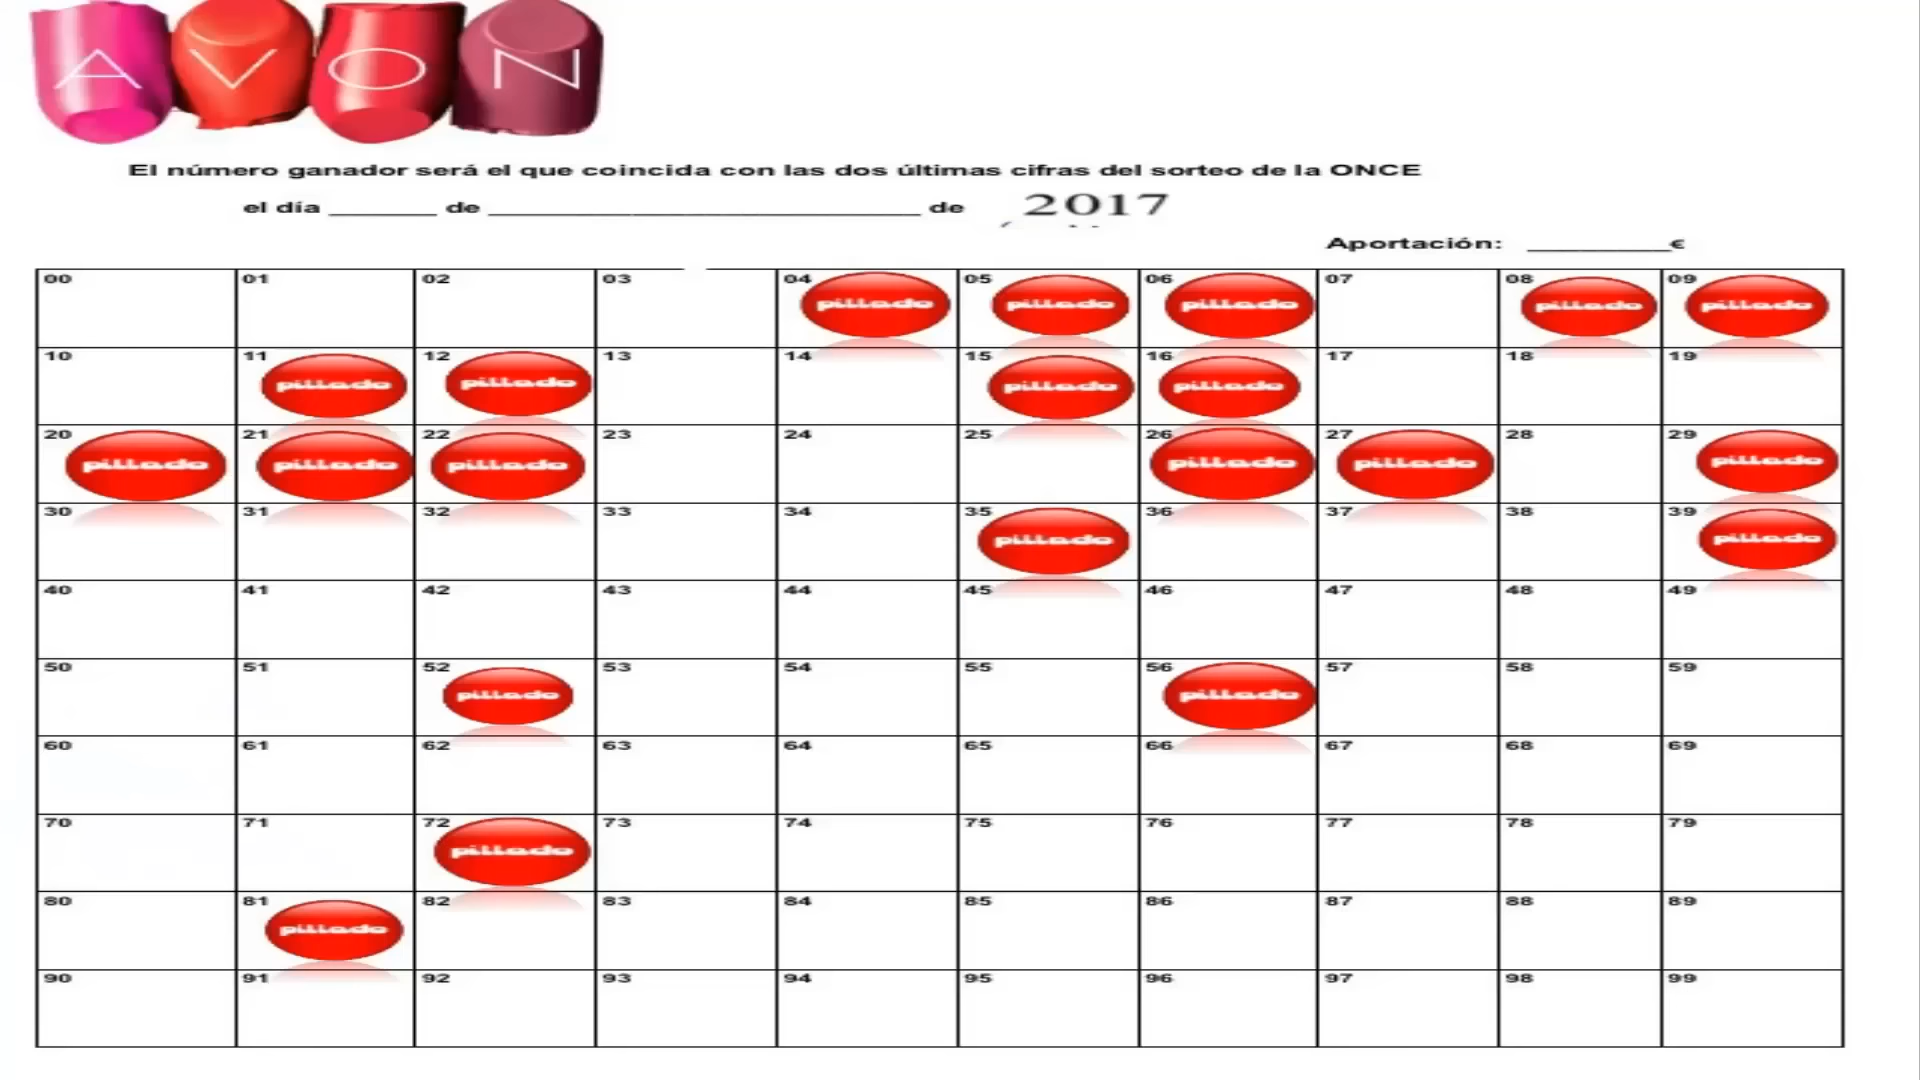 AVON
El número ganador será el que coincida con las dos últimas cifras del sorteo de la ONCE
el día ______ de ________________________ de 2017
Aportación: ________€
00 01 02 03 04 pillado 05 pillado 06 pillado 07 08 pillado 09 pillado
10 11 pillado 12 pillado 13 14 15 pillado 16 pillado 17 18 19
20 pillado 21 pillado 22 pillado 23 24 25 26 pillado 27 pillado 28 29 pillado
30 31 32 33 34 35 pillado 36 37 38 39 pillado
40 41 42 43 44 45 46 47 48 49
50 51 52 pillado 53 54 55 56 pillado 57 58 59
60 61 62 63 64 65 66 67 68 69
70 71 72 pillado 73 74 75 76 77 78 79
80 81 pillado 82 83 84 85 86 87 88 89
90 91 92 93 94 95 96 97 98 99